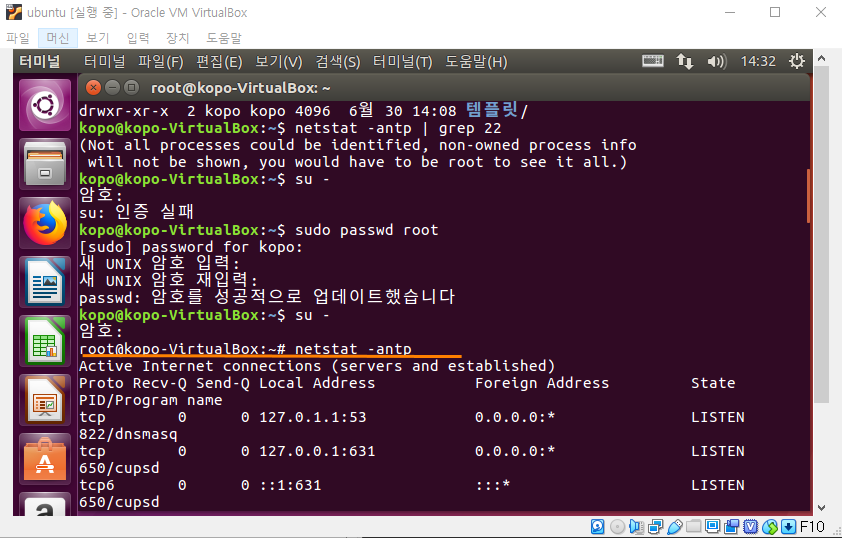 ubuntu [실행 중] - Oracle VM VirtualBox
파일 머신 보기 입력 장치 도움말
터미널 터미널 파일(F) 편집(E) 보기(V) 검색(S) 터미널(T) 도움말(H) 14:32
root@kopo-VirtualBox: ~
drwxr-xr-x 2 kopo kopo 4096 6월 30 14:08 템플릿/
kopo@kopo-VirtualBox:~$ netstat -antp | grep 22
(Not all processes could be identified, non-owned process info
will not be shown, you would have to be root to see it all.)
kopo@kopo-VirtualBox:~$ su -
암호:
su: 인증 실패
kopo@kopo-VirtualBox:~$ sudo passwd root
[sudo] password for kopo:
새 UNIX 암호 입력:
새 UNIX 암호 재입력:
passwd: 암호를 성공적으로 업데이트했습니다
kopo@kopo-VirtualBox:~$ su -
암호:
root@kopo-VirtualBox:~# netstat -antp
Active Internet connections (servers and established)
Proto Recv-Q Send-Q Local Address Foreign Address State
PID/Program name
tcp 0 0 127.0.1.1:53 0.0.0.0:* LISTEN
822/dnsmasq
tcp 0 0 127.0.0.1:631 0.0.0.0:* LISTEN
650/cupsd
tcp6 0 0 ::1:631 :::* LISTEN
650/cupsd
F10